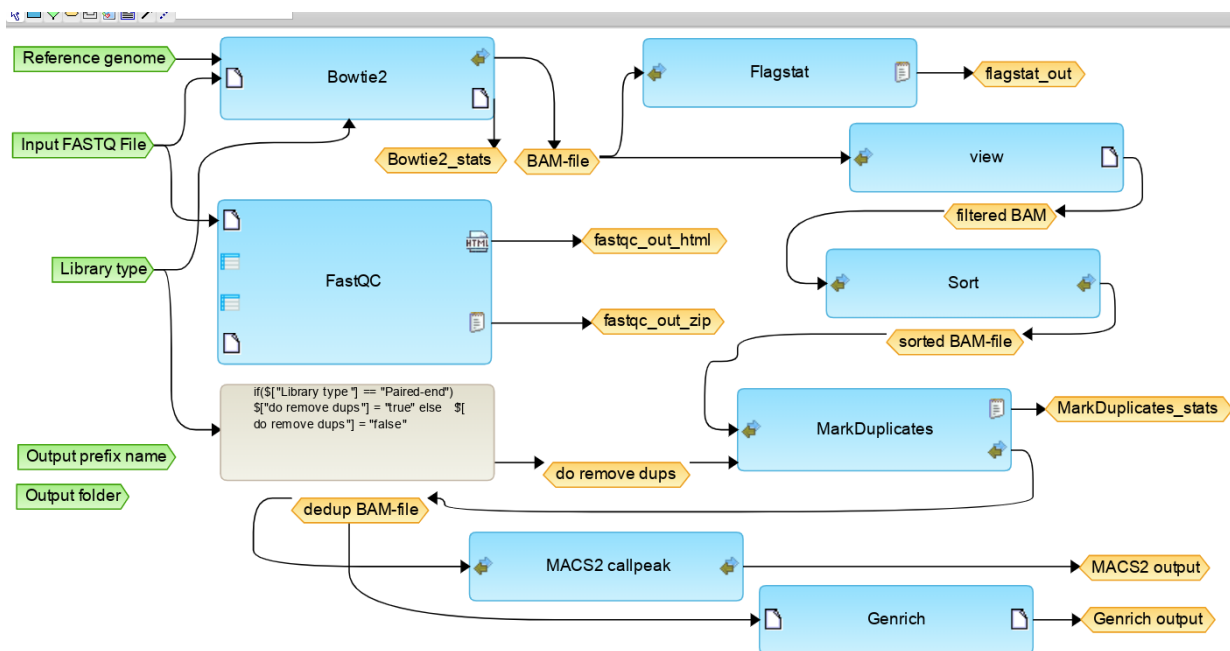 Reference genome
Bowtie2
Flagstat
flagstat_out
Input FASTQ File
Bowtie2_stats
BAM-file
view
filtered BAM
fastqc_out_html
HTML
Library type
FastQC
Sort
fastqc_out_zip
sorted BAM-file
if($["Library type"] == "Paired-end")
$["do remove dups"] = "true" else $["
do remove dups"] = "false"
MarkDuplicates
MarkDuplicates_stats
Output prefix name
do remove dups
Output folder
dedup BAM-file
MACS2 callpeak
MACS2 output
Genrich
Genrich output